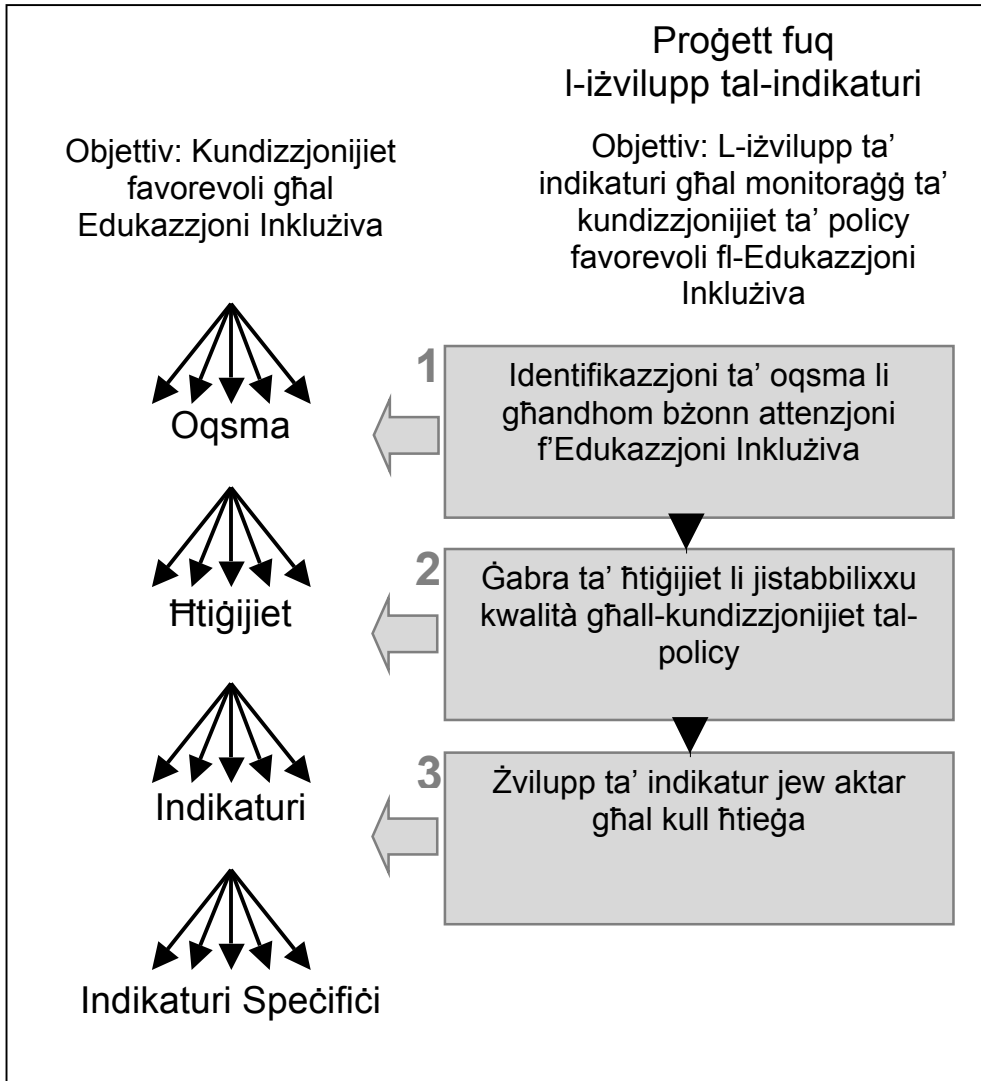 Proġett fuq
l-iżvilupp tal-indikaturi
Objettiv: Kundizzjonijiet
favorevoli għal
Edukazzjoni Inklużiva
Objettiv: L-iżvilupp ta’
indikaturi għal monitoraġġ ta’
kundizzjonijiet ta’ policy
favorevoli fl-Edukazzjoni
Inklużiva
Oqsma
1
Identifikazzjoni ta’ oqsma li
għandhom bżonn attenzjoni
f’Edukazzjoni Inklużiva
Ħtiġijiet
2
Ġabra ta’ ħtiġijiet li jistabbilixxu
kwalità għall-kundizzjonijiet tal-
policy
Indikaturi
3
Żvilupp ta’ indikatur jew aktar
għal kull ħtieġa
Indikaturi Speċifiċi